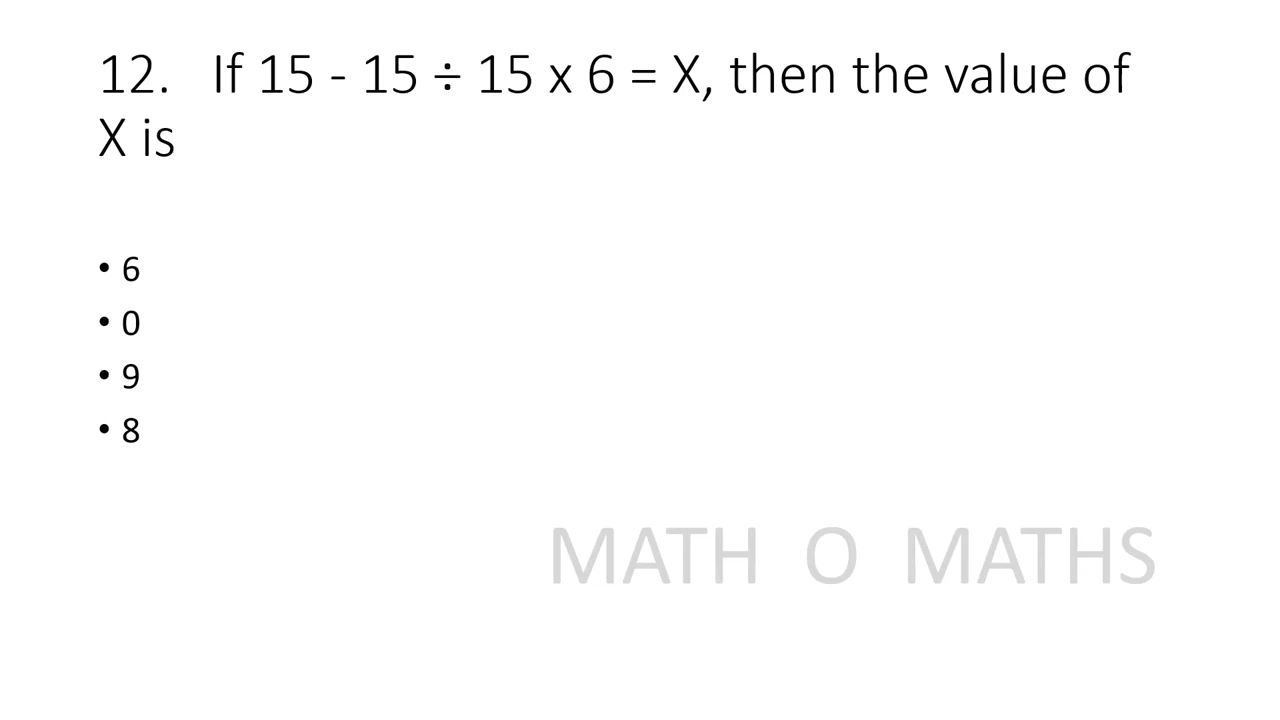 12.   If 15 - 15 ÷ 15 x 6 = X, then the value of
X is
• 6
• 0
• 9
• 8
MATH O MATHS